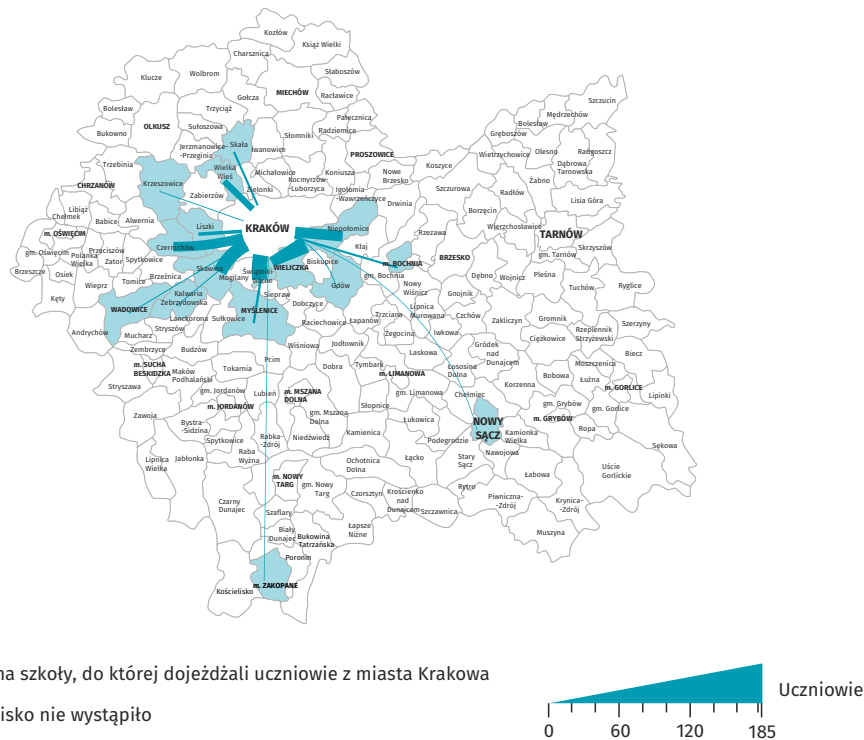 Kozłów
Książ Wielki
Charsznica
Słaboszów
Klucze
Wolbrom
MIECHÓW
Racławice
Gołcza
Bolesław
Trzyciąż
Pałecznica
Szczucin
Mędrzechów
Bolesław
Bukowno
OLKUSZ
Sułoszowa
Słomniki
Radziemice
Gręboszów
Jerzmanowice-
-Przeginia
Skała
Iwanowice
PROSZOWICE
Wietrzychowice
Olesno
Radgoszcz
Trzebinia
Wielka
Wieś
Michałowice
Koniusza
Nowe
Brzesko
Koszyce
Dąbrowa
Tarnowska
Żabno
CHRZANÓW
Krzeszowice
Zabierzów
Zielonki
Kocmyrzów-
-Luborzyca
Igołomia
-Wawrzeńczyce
Drwinia
Szczurowa
Radłów
Lisia Góra
Libiąż
Chełmek
Babice
Alwernia
Liszki
KRAKÓW
Niepołomice
Borzęcin
Wierzchosławice
TARNÓW
m. OŚWIĘCIM
gm. Oświęcim
Polanka
Wielka
Przeciszów
Zator
Spytkowice
Czernichów
Kłaj
Rzezawa
BRZESKO
gm. Tarnów
Skrzyszów
Brzeszcze
Osiek
Skawina
Mogilany
Świątniki
Górne
WIELICZKA
Biskupice
m. BOCHNIA
gm. Bochnia
Dębno
Wojnicz
Pleśna
Kęty
Wieprz
Tomice
Brzeźnica
Kalwaria
Zebrzydowska
Siepraw
Gdów
Nowy
Wiśnicz
Gnojnik
Tuchów
Ryglice
WADOWICE
Lanckorona
Sułkowice
MYŚLENICE
Dobczyce
Raciechowice
Łapanów
Trzciana
Lipnica
Murowana
Czchów
Zakliczyn
Gromnik
Rzepiennik
Strzyżewski
Szerzyny
Andrychów
Mucharz
Stryszów
Wiśniowa
Jodłownik
Żegocina
Iwkowa
Ciężkowice
Zembrzyce
Budzów
Pcim
Laskowa
Gródek
nad
Dunajcem
Moszczenica
Biecz
m. SUCHA
BESKIDZKA
Maków
Podhalański
Tokarnia
Dobra
Tymbark
m. LIMANOWA
Łososina
Dolna
Korzenna
Bobowa
Łużna
m. GORLICE
Stryszawa
gm. Jordanów
m. JORDANÓW
Lubień
m. MSZANA
DOLNA
Słopnice
gm. Limanowa
Chełmiec
gm. Grybów
m. GRYBÓW
gm. Gorlice
Lipinki
Zawoja
Bystra-
-Sidzina
gm. Mszana
Dolna
Łukowica
NOWY
SĄCZ
Kamionka
Wielka
Ropa
Spytkowice
Rabka-
-Zdrój
Niedźwiedź
Kamienica
Podegrodzie
Nawojowa
Sękowa
Lipnica
Wielka
Jabłonka
Raba
Wyżna
Ochotnica
Dolna
Łącko
Stary
Sącz
Łabowa
Uście
Gorlickie
m. NOWY
TARG
gm. Nowy
Targ
Czorsztyn
Krościenko
nad
Dunajcem
Szczawnica
Rytro
Piwniczna-
-Zdrój
Krynica-
-Zdrój
Czarny
Dunajec
Szaflary
Łapsze
Niżne
Muszyna
Biały
Dunajec
Bukowina
Tatrzańska
Poronin
Kościelisko
m. ZAKOPANE
na szkoły, do której dojeżdżali uczniowie z miasta Krakowa
isko nie wystąpiło
Uczniowie
0 60 120 185